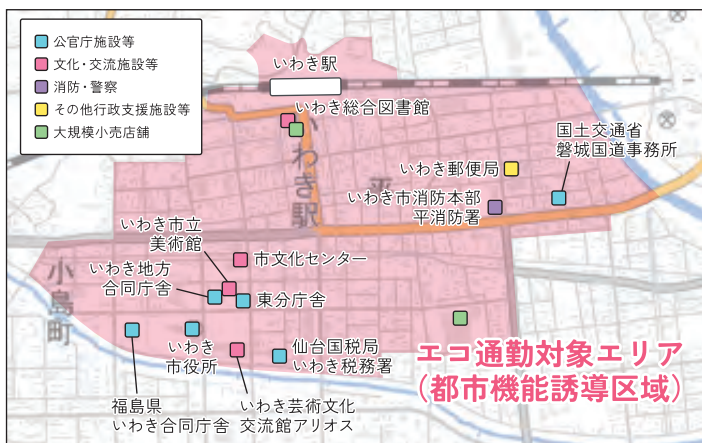 公官庁施設等
文化・交流施設等
消防・警察
その他行政支援施設等
大規模小売店舗
いわき駅
いわき総合図書館
国土交通省
磐城国道事務所
いわき郵便局
いわき市消防本部
平消防署
いわき駅
平
いわき市立
美術館
市文化センター
いわき地方
合同庁舎
東分庁舎
小島町
いわき
市役所
仙台国税局
いわき税務署
福島県
いわき合同庁舎
いわき芸術文化
交流館アリオス
エコ通勤対象エリア
（都市機能誘導区域）